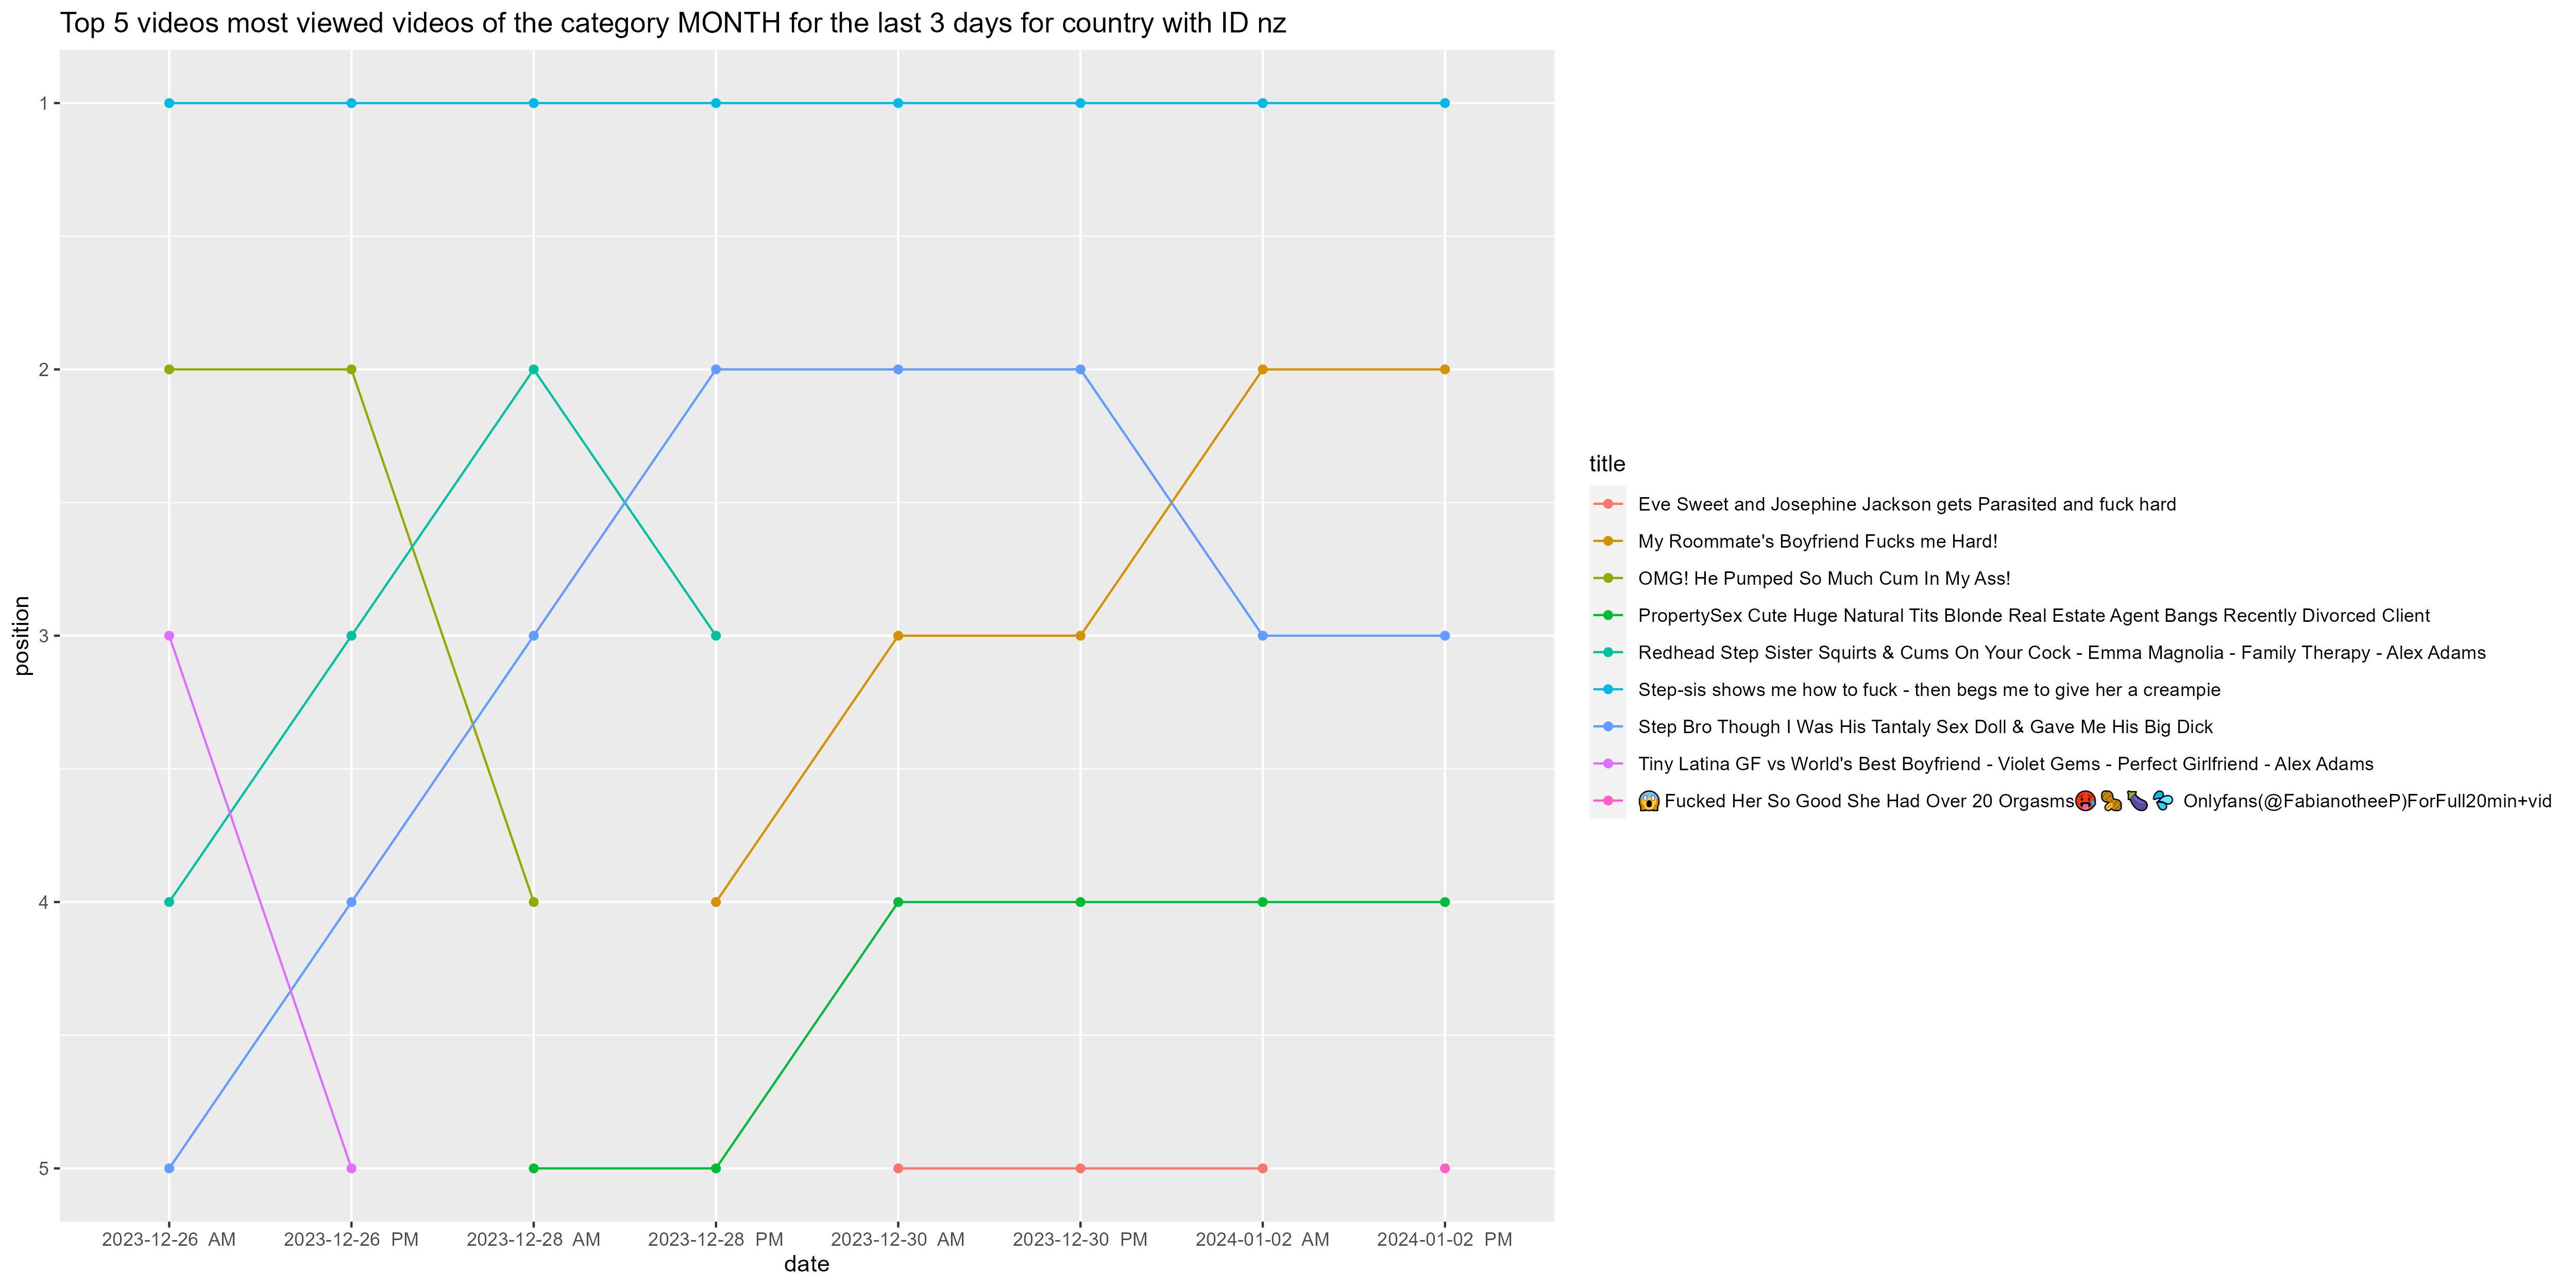 Top 5 videos most viewed videos of the category MONTH for the last 3 days for country with ID nz
1
2
3
4
5
position
2023-12-26 AM
2023-12-26 PM
2023-12-28 AM
2023-12-28 PM
2023-12-30 AM
2023-12-30 PM
2024-01-02 AM
2024-01-02 PM
date
title
Eve Sweet and Josephine Jackson gets Parasited and fuck hard
My Roommate's Boyfriend Fucks me Hard!
OMG! He Pumped So Much Cum In My Ass!
PropertySex Cute Huge Natural Tits Blonde Real Estate Agent Bangs Recently Divorced Client
Redhead Step Sister Squirts & Cums On Your Cock - Emma Magnolia - Family Therapy - Alex Adams
Step-sis shows me how to fuck - then begs me to give her a creampie
Step Bro Though I Was His Tantaly Sex Doll & Gave Me His Big Dick
Tiny Latina GF vs World's Best Boyfriend - Violet Gems - Perfect Girlfriend - Alex Adams
😱 Fucked Her So Good She Had Over 20 Orgasms🥵🥜🍆💦 Onlyfans(@FabianotheeP)ForFull20min+vid